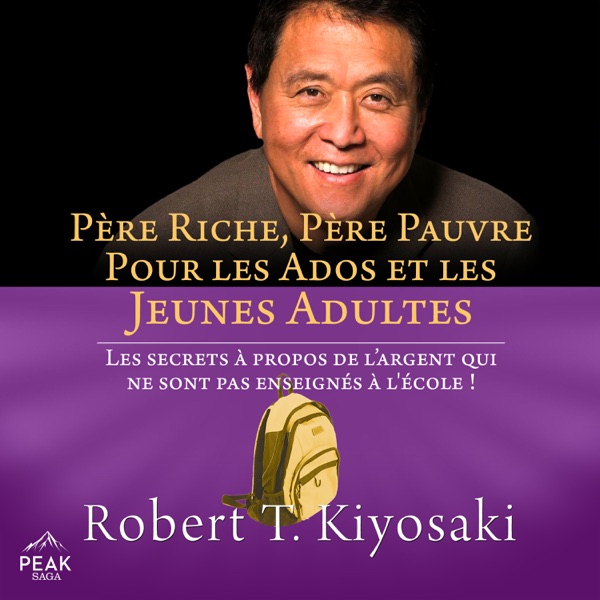 Père Riche, Père Pauvre
Pour les Ados et les
Jeunes Adultes
Les secrets à propos de l’argent qui
ne sont pas enseignés à l'école !
Robert T. Kiyosaki
PEAK
SAGA